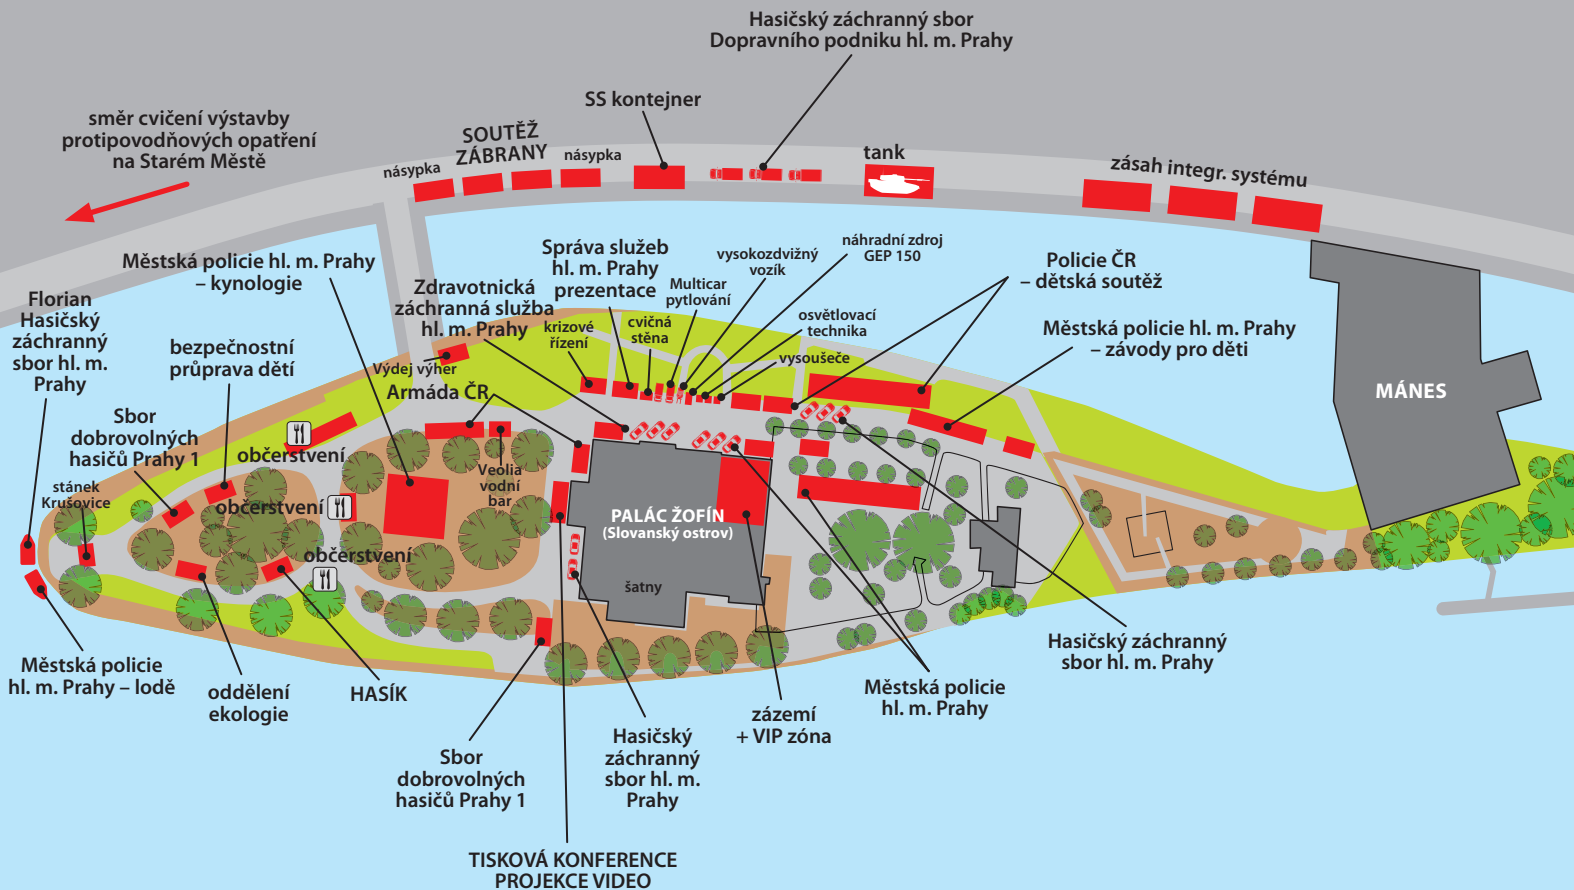 Hasičský záchranný sbor
Dopravního podniku hl. m. Prahy
SS kontejner
směr cvičení výstavby
protipovodňových opatření
na Starém Městě
SOUTĚŽ
ZÁBRANY
násypka
násypka
tank
zásah integr. systému
Městská policie hl. m. Prahy
– kynologie
Správa služeb
hl. m. Prahy
prezentace
vysokozdvižný
vozík
náhradní zdroj
GEP 150
Policie ČR
– dětská soutěž
Zdravotnická
záchranná služba
hl. m. Prahy
Multicar
pytlování
Florian
Hasičský
záchranný
sbor hl. m.
Prahy
bezpečnostní
průprava dětí
krizové
řízení
cvičná
stěna
osvětlovací
technika
vysoušeče
Městská policie hl. m. Prahy
– závody pro děti
Výdej výher
Armáda ČR
MÁNES
Sbor
dobrovolných
hasičů Prahy 1
občerstvení
stánek
Krušovice
občerstvení
Veolia
vodní
bar
PALÁC ŽOFÍN
(Slovanský ostrov)
občerstvení
šatny
Městská policie
hl. m. Prahy – lodě
oddělení
ekologie
HASÍK
Sbor
dobrovolných
hasičů Prahy 1
Hasičský
záchranný
sbor hl. m.
Prahy
zázemí
+ VIP zóna
Městská policie
hl. m. Prahy
Hasičský záchranný
sbor hl. m. Prahy
TISKOVÁ KONFERENCE
PROJEKCE VIDEO